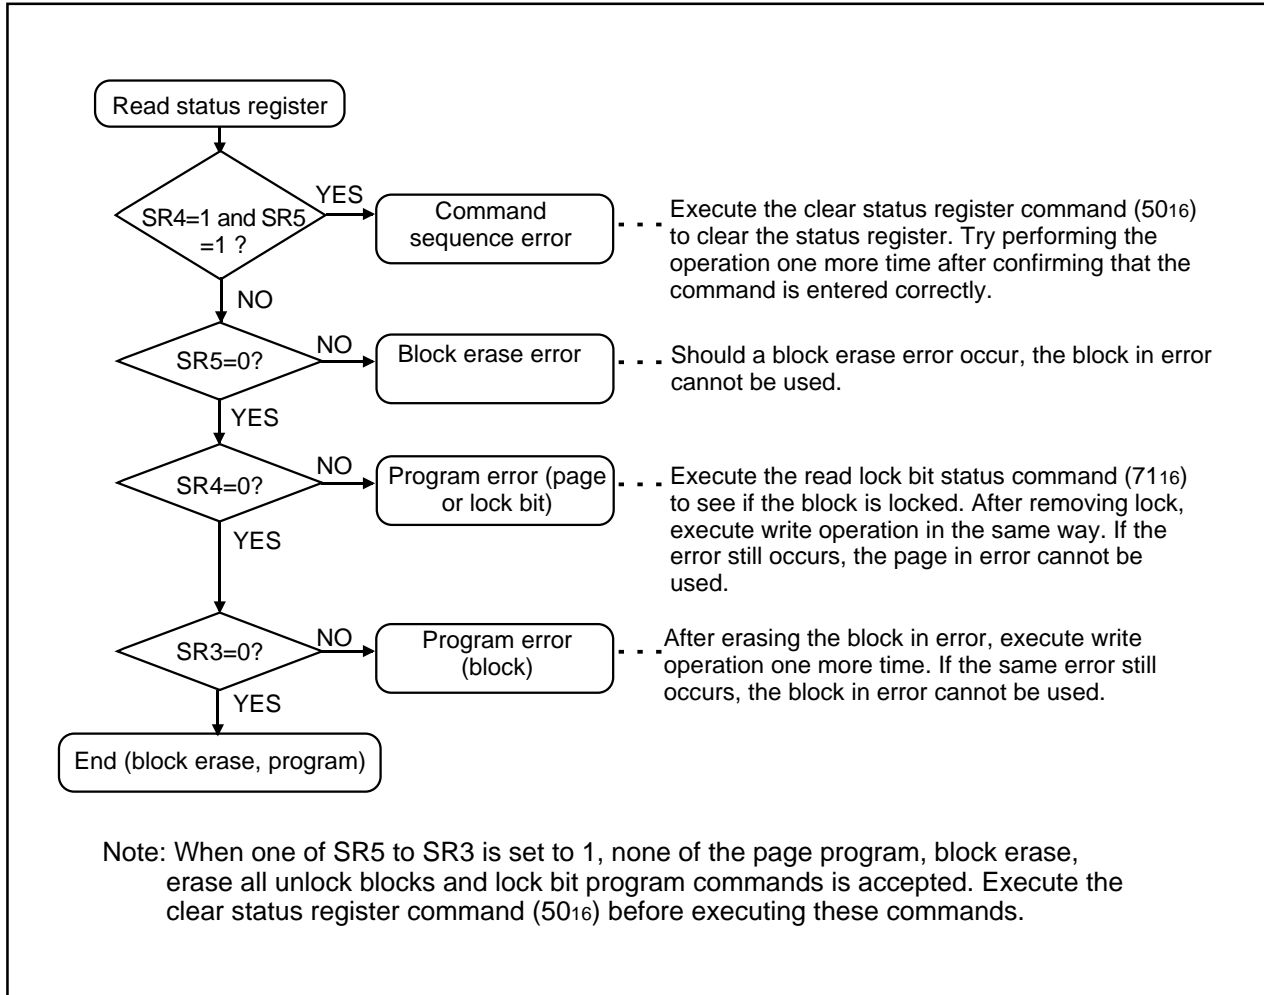 Read status register
SR4=1 and SR5
=1 ?
YES
Command
sequence error
Execute the clear status register command (5016)
to clear the status register. Try performing the
operation one more time after confirming that the
command is entered correctly.
NO
SR5=0?
NO
Block erase error
Should a block erase error occur, the block in error
cannot be used.
YES
SR4=0?
NO
Program error (page
or lock bit)
Execute the read lock bit status command (7116)
to see if the block is locked. After removing lock,
execute write operation in the same way. If the
error still occurs, the page in error cannot be
used.
YES
SR3=0?
NO
Program error
(block)
After erasing the block in error, execute write
operation one more time. If the same error still
occurs, the block in error cannot be used.
YES
End (block erase, program)
Note: When one of SR5 to SR3 is set to 1, none of the page program, block erase,
erase all unlock blocks and lock bit program commands is accepted. Execute the
clear status register command (5016) before executing these commands.